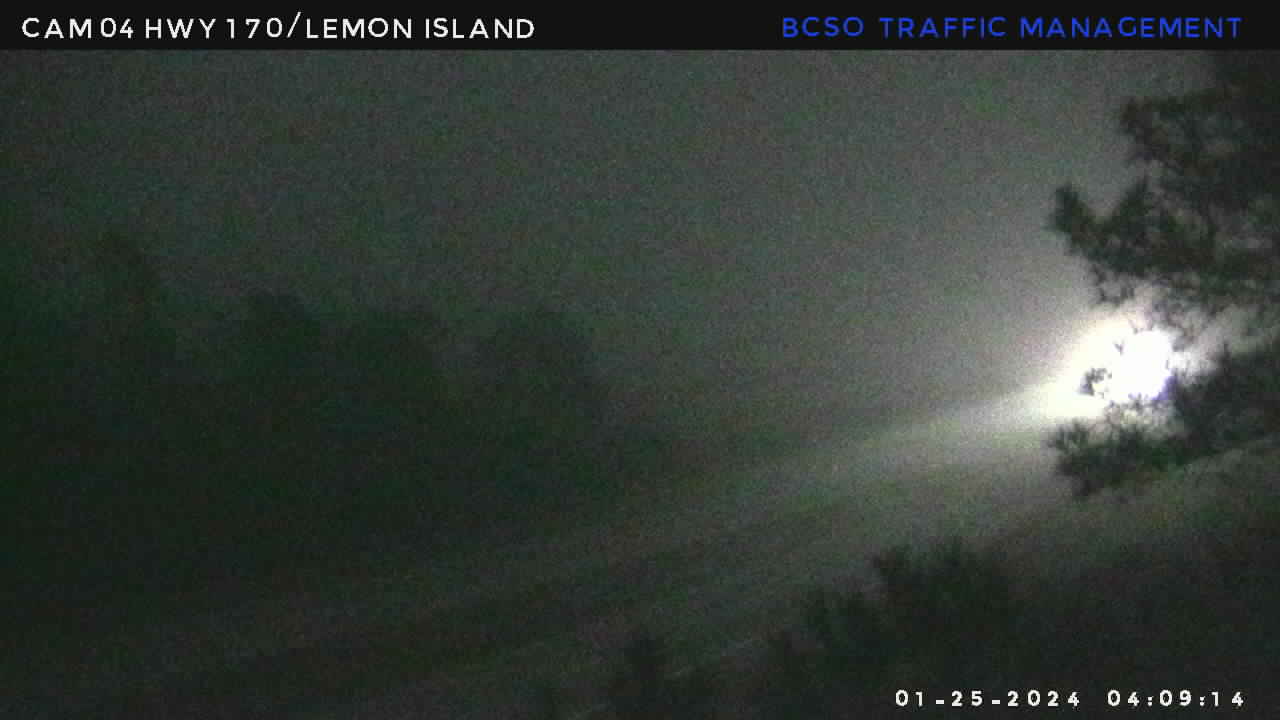 CAM04 HWY 170/LEMON ISLAND
BCSO TRAFFIC MANAGEMENT
01-25-2024 04:09:14